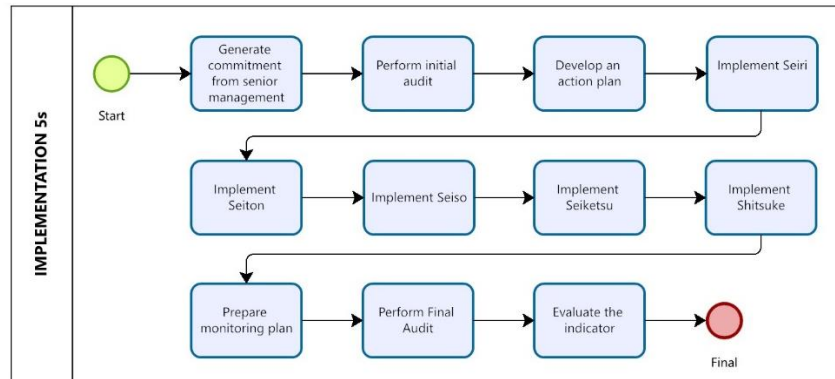 IMPLEMENTATION 5s
Generate
commitment
from senior
management
Perform initial
audit
Develop an
action plan
Implement Seiri
Start
Implement
Seiton
Implement Seiso
Implement
Seiketsu
Implement
Shitsuke
Prepare
monitoring plan
Perform Final
Audit
Evaluate the
indicator
Final